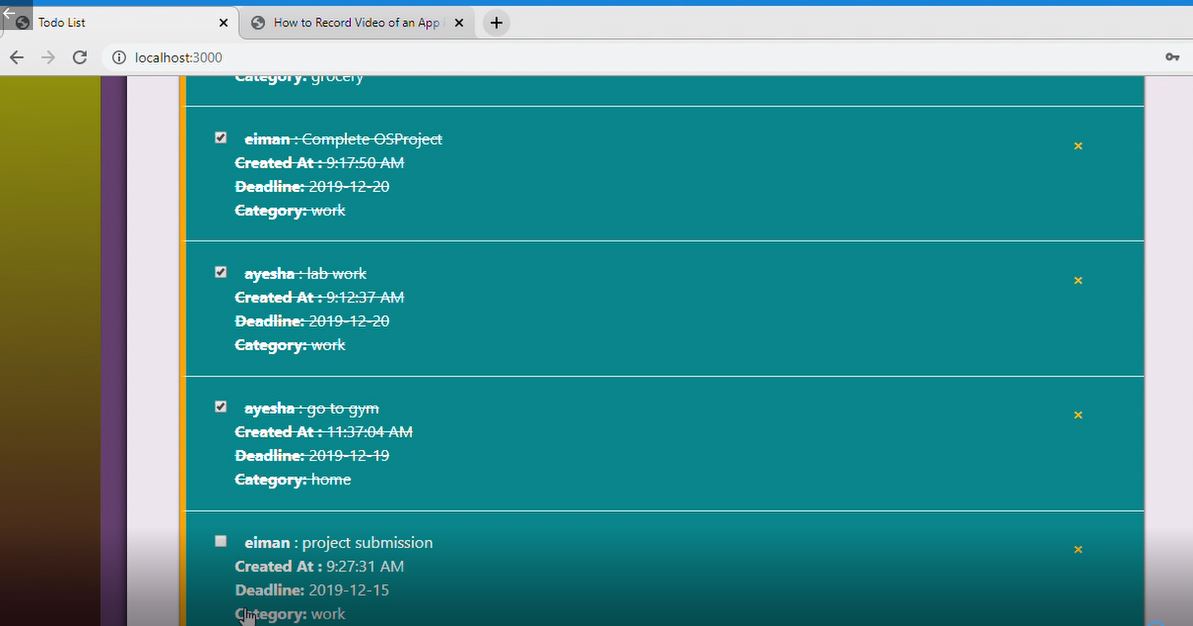 Todo List
How to Record Video of an App
localhost:3000
Category: grocery
eiman : Complete OSProject
Created At : 9:17:50 AM
Deadline: 2019-12-20
Category: work
ayesha : lab work
Created At : 9:12:37 AM
Deadline: 2019-12-20
Category: work
ayesha : go to gym
Created At : 11:37:04 AM
Deadline: 2019-12-19
Category: home
eiman : project submission
Created At : 9:27:31 AM
Deadline: 2019-12-15
Category: work